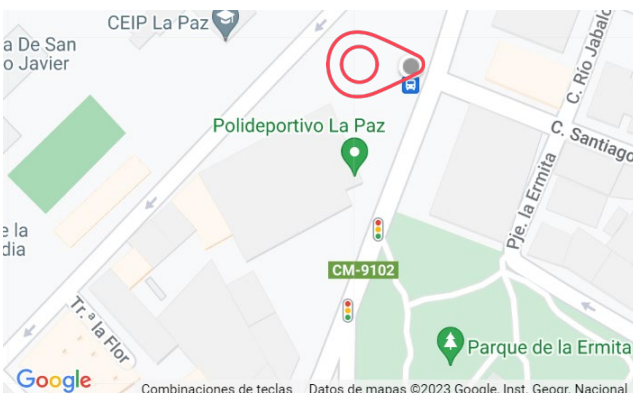 CEIP La Paz
a De San
o Javier
C. Río Jabalo
Polideportivo La Paz
C. Santiago
Pje. la Ermita
e la
dia
CM-9102
Tr.ª la Flor
Parque de la Ermita
Google
Combinaciones de teclas
Datos de mapas ©2023 Google, Inst. Geogr. Nacional